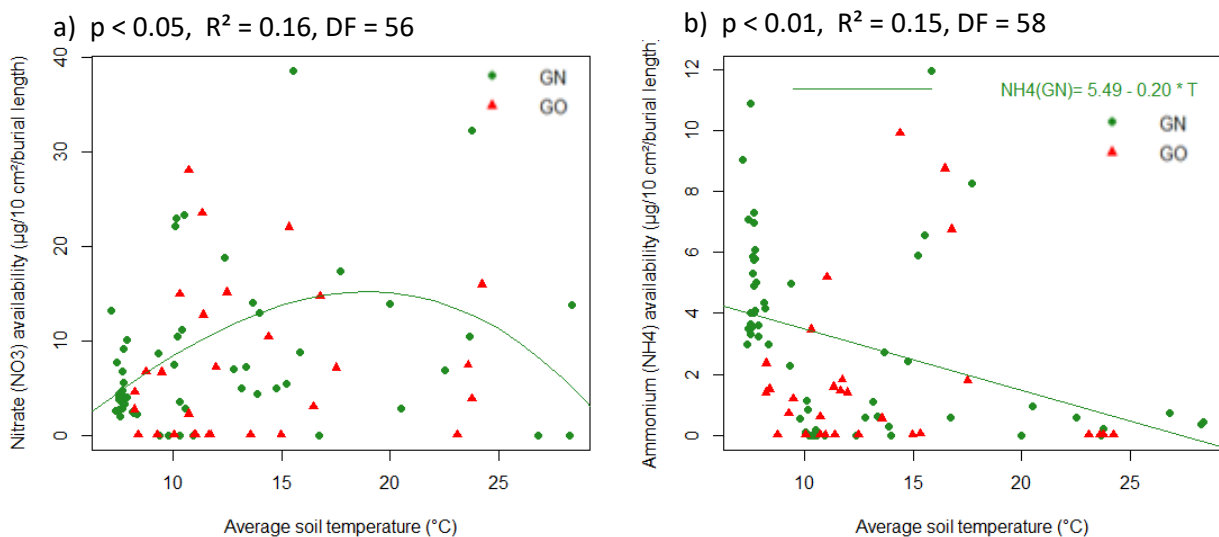 a) p < 0.05, R² = 0.16, DF = 56
Nitrate (NO3) availability (µg/10 cm²/burial length)
40
30
20
10
0
GN
GO
10 15 20 25
Average soil temperature (°C)
b) p < 0.01, R² = 0.15, DF = 58
Ammonium (NH4) availability (µg/10 cm²/burial length)
12
10
8
6
4
2
0
NH4(GN)= 5.49 - 0.20 * T
GN
GO
10 15 20 25
Average soil temperature (°C)